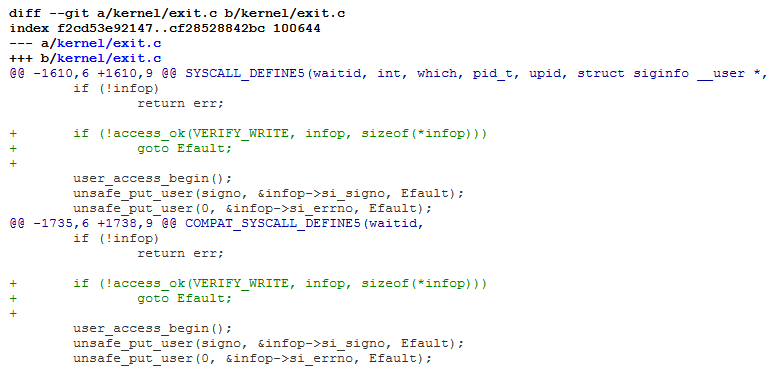 diff --git a/kernel/exit.c b/kernel/exit.c
index f2cd53e92147..cf28528842bc 100644
--- a/kernel/exit.c
+++ b/kernel/exit.c
@@ -1610,6 +1610,9 @@ SYSCALL_DEFINE5(waitid, int, which, pid_t, upid, struct siginfo __user *,
        if (!infop)
                return err;

+       if (!access_ok(VERIFY_WRITE, infop, sizeof(*infop)))
+               goto Efault;
+
        user_access_begin();
        unsafe_put_user(signo, &infop->si_signo, Efault);
        unsafe_put_user(0, &infop->si_errno, Efault);
@@ -1735,6 +1738,9 @@ COMPAT_SYSCALL_DEFINE5(waitid,
        if (!infop)
                return err;

+       if (!access_ok(VERIFY_WRITE, infop, sizeof(*infop)))
+               goto Efault;
+
        user_access_begin();
        unsafe_put_user(signo, &infop->si_signo, Efault);
        unsafe_put_user(0, &infop->si_errno, Efault);